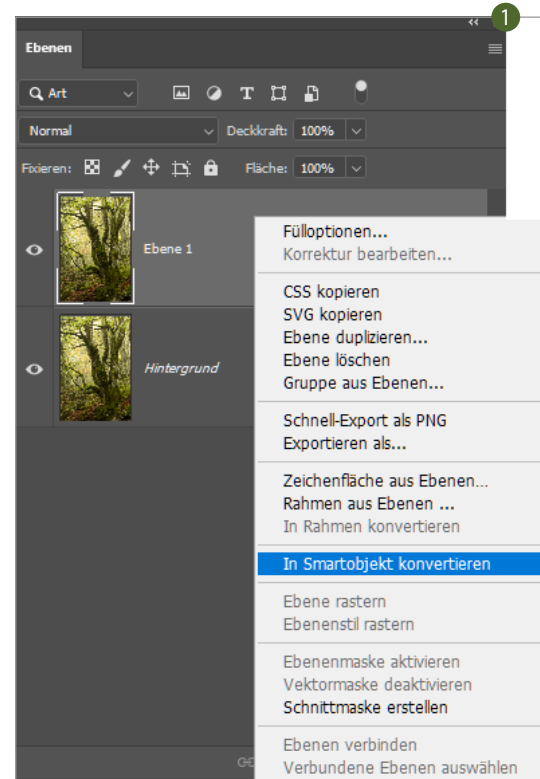 1
Ebenen
Art
Normal Deckkraft: 100%
Fixieren: Fläche: 100%
Ebene 1
Hintergrund
Fülloptionen...
Korrektur bearbeiten...
CSS kopieren
SVG kopieren
Ebene duplizieren...
Ebene löschen
Gruppe aus Ebenen...
Schnell-Export als PNG
Exportieren als...
Zeichenfläche aus Ebenen...
Rahmen aus Ebenen ...
In Rahmen konvertieren
In Smartobjekt konvertieren
Ebene rastern
Ebenenstil rastern
Ebenenmaske aktivieren
Vektormaske deaktivieren
Schnittmaske erstellen
Ebenen verbinden
Verbundene Ebenen auswählen